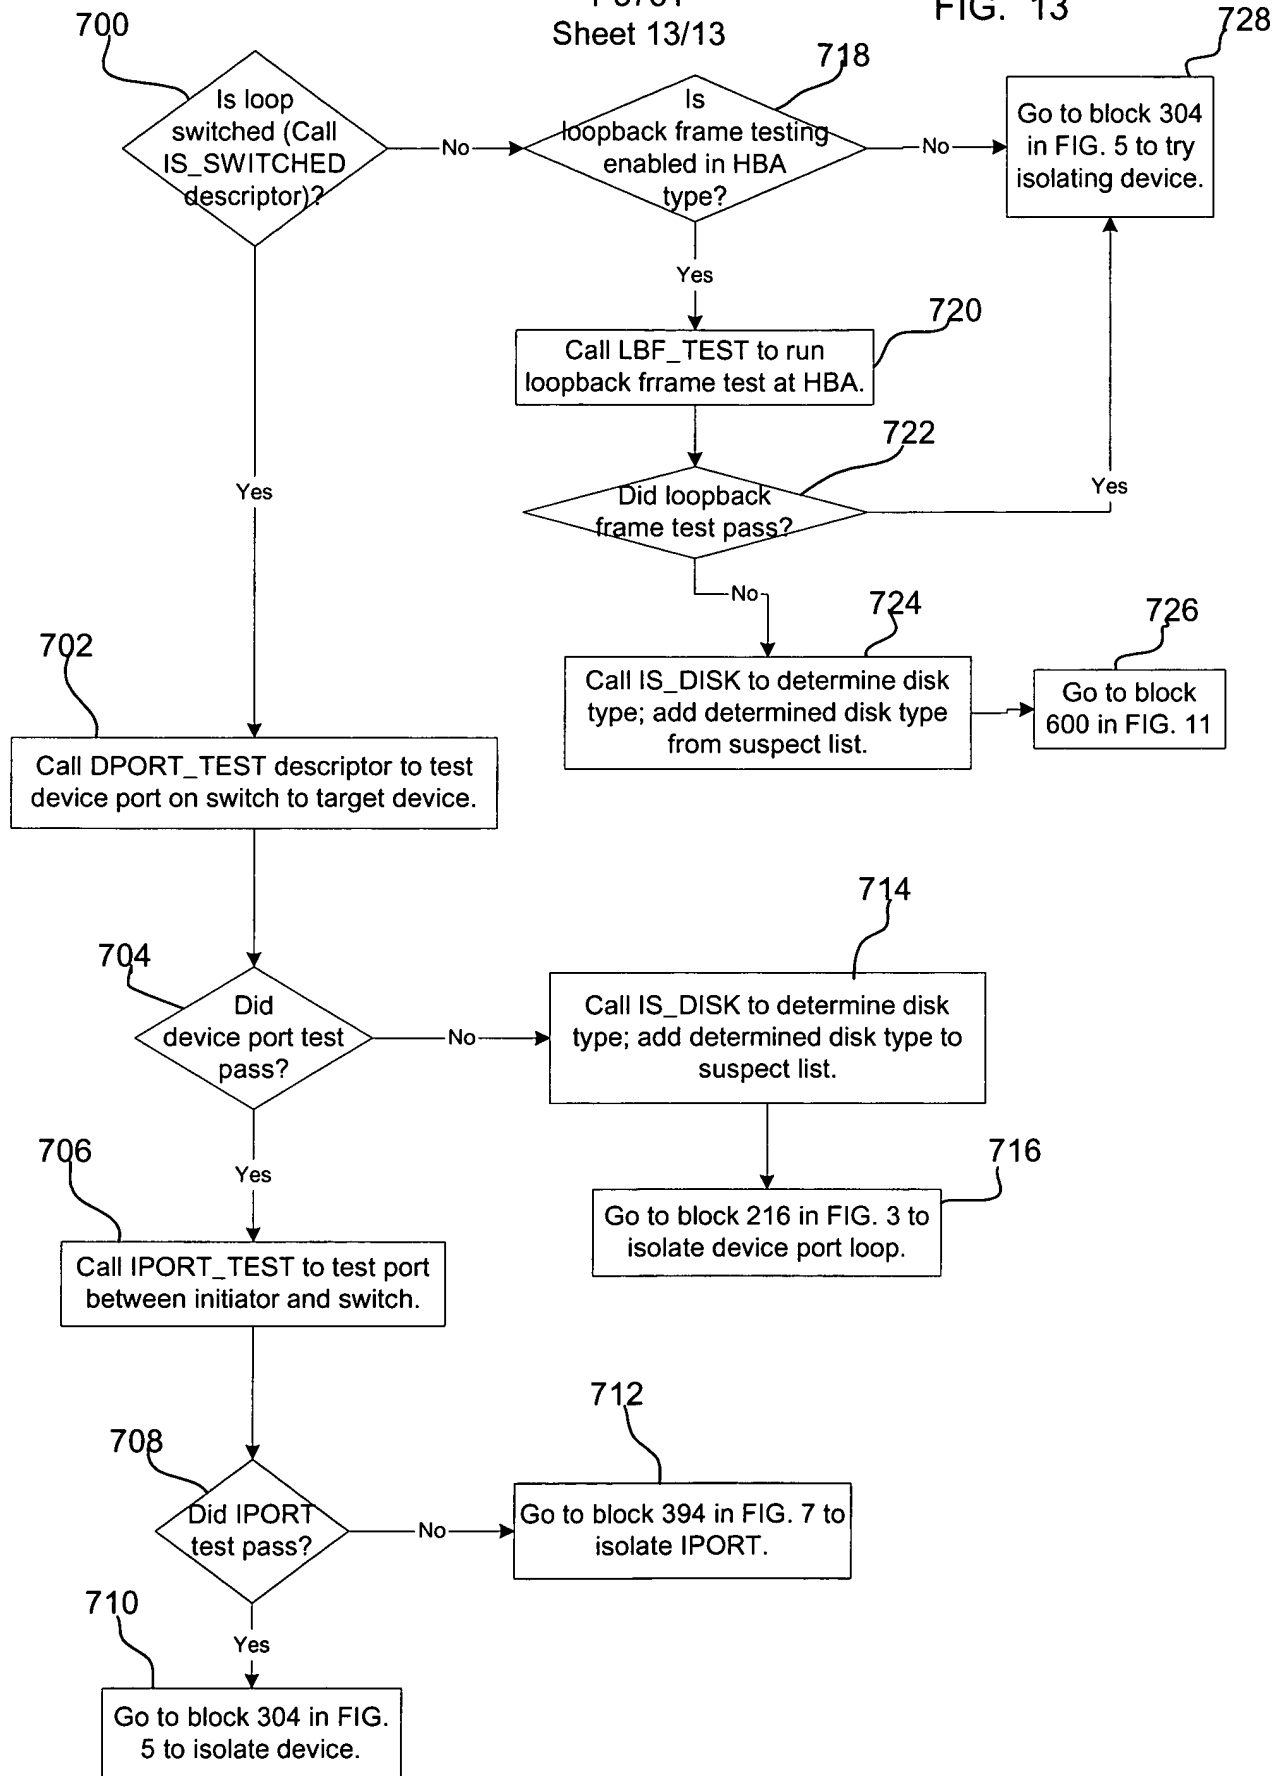 Sheet 13/13
FIG. 13
700
Is loop
switched (Call
IS_SWITCHED
descriptor)?
No
718
Is
loopback frame testing
enabled in HBA
type?
No
728
Go to block 304
in FIG. 5 to try
isolating device.
Yes
720
Call LBF_TEST to run
loopback frrame test at HBA.
722
Did loopback
frame test pass?
Yes
Yes
No
724
Call IS_DISK to determine disk
type; add determined disk type
from suspect list.
726
Go to block
600 in FIG. 11
702
Call DPORT_TEST descriptor to test
device port on switch to target device.
704
Did
device port test
pass?
No
714
Call IS_DISK to determine disk
type; add determined disk type to
suspect list.
Yes
716
Go to block 216 in FIG. 3 to
isolate device port loop.
706
Call IPORT_TEST to test port
between initiator and switch.
708
Did IPORT
test pass?
No
712
Go to block 394 in FIG. 7 to
isolate IPORT.
Yes
710
Go to block 304 in FIG.
5 to isolate device.